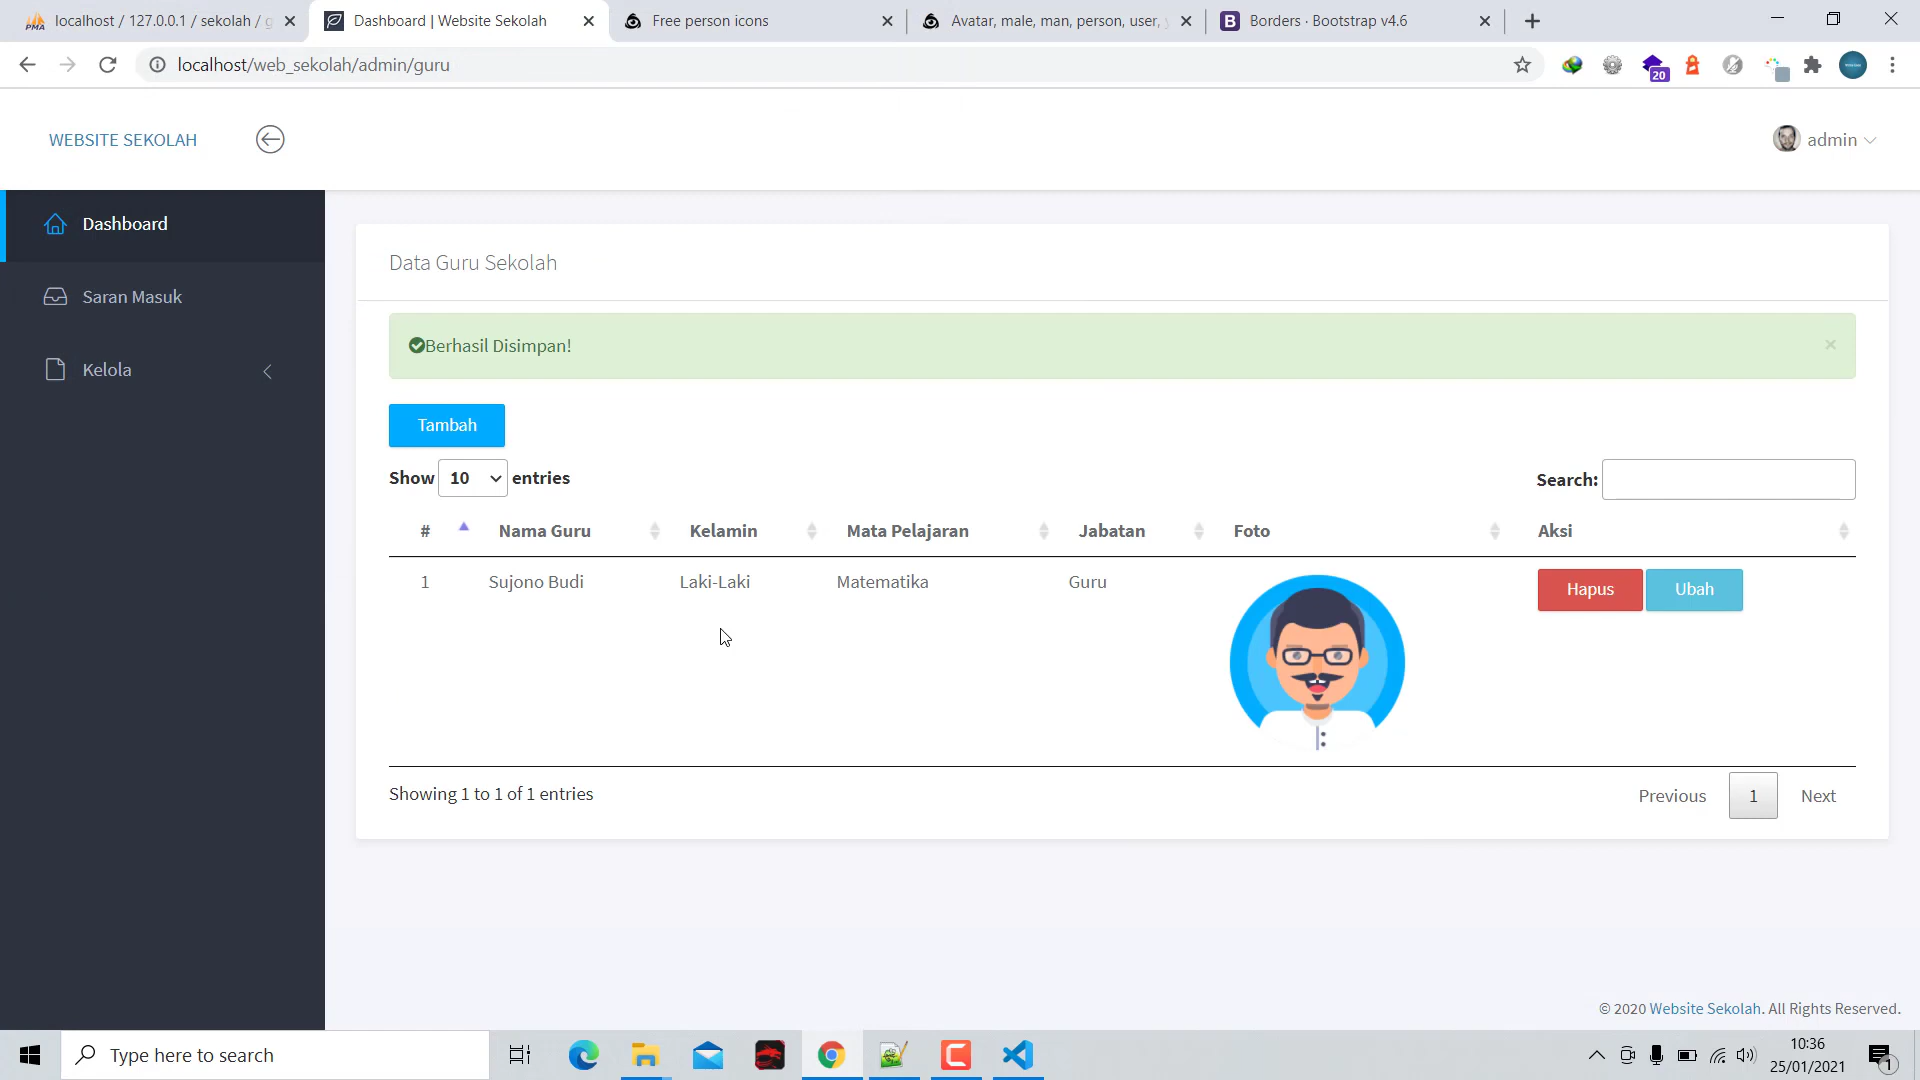 localhost / 127.0.0.1 / sekolah / g
Dashboard | Website Sekolah
Free person icons
Avatar, male, man, person, user,
Borders · Bootstrap v4.6
localhost/web_sekolah/admin/guru
20
WEBSITE SEKOLAH
admin
Dashboard
Saran Masuk
Kelola
Data Guru Sekolah
Berhasil Disimpan!
×
Tambah
Show 10 entries
Search:
# Nama Guru Kelamin Mata Pelajaran Jabatan Foto Aksi
1 Sujono Budi Laki-Laki Matematika Guru Hapus Ubah
Showing 1 to 1 of 1 entries
Previous 1 Next
© 2020 Website Sekolah. All Rights Reserved.
Type here to search
10:36
25/01/2021
1